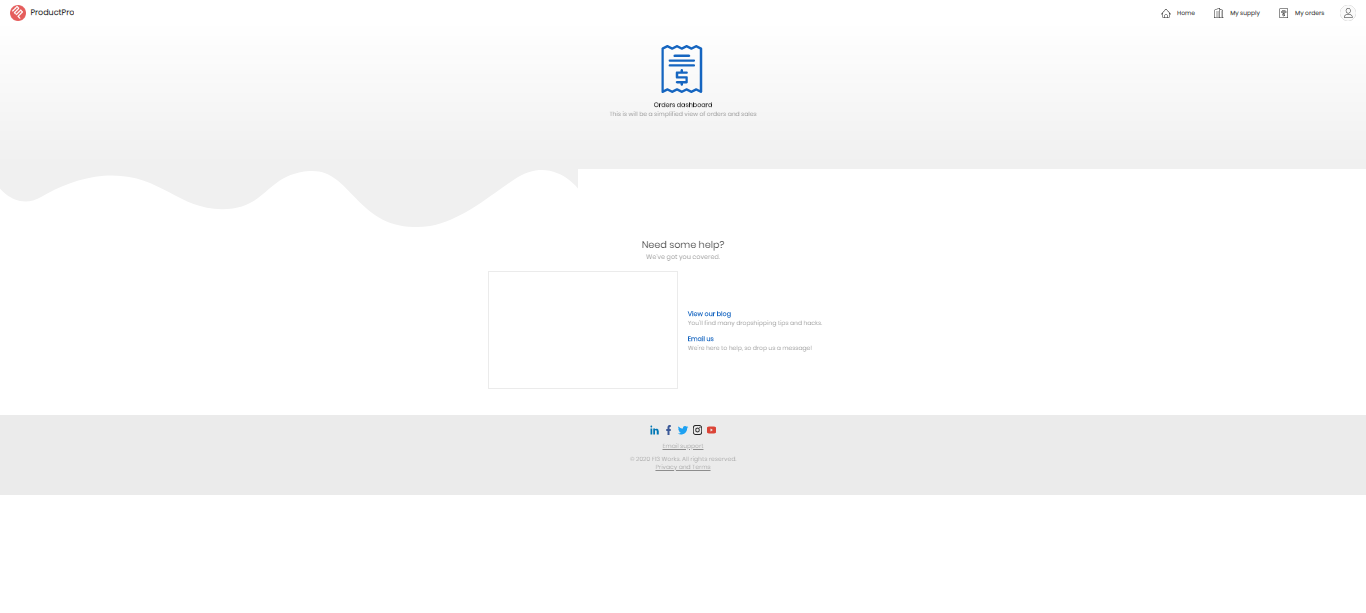 ProductPro
Home
My supply
My orders
Orders dashboard
This is will be a simplified view of orders and sales
Need some help?
We've got you covered.
View our blog
You'll find many dropshipping tips and hacks.
Email us
We're here to help, so drop us a message!
Email support
© 2020 F13 Works. All rights reserved.
Privacy and Terms